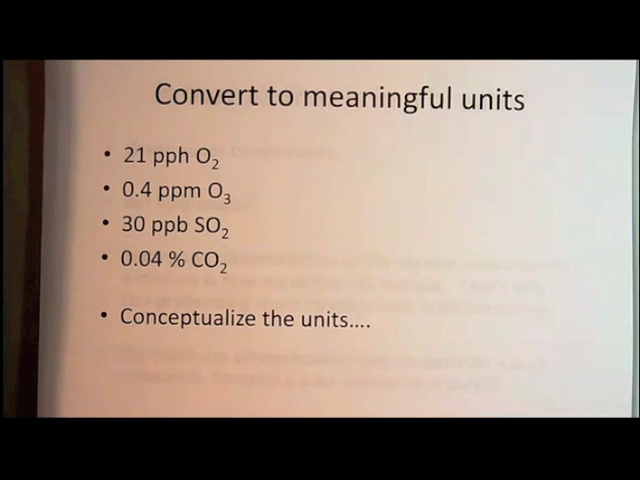 Convert to meaningful units
• 21 pph O₂
• 0.4 ppm O₃
• 30 ppb SO₂
• 0.04 % CO₂
• Conceptualize the units....